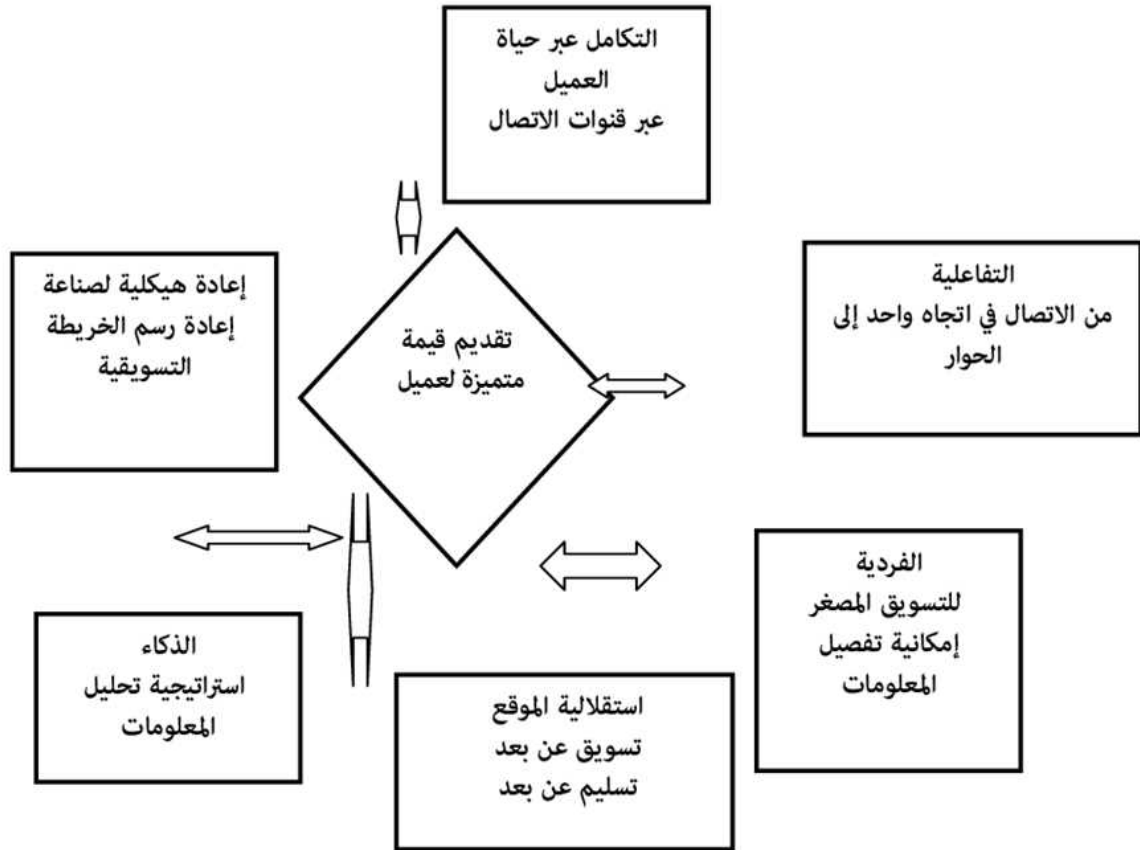 التكامل عبر حياة
العميل
عبر قنوات الاتصال
التفاعلية
من الاتصال في اتجاه واحد إلى
الحوار
إعادة هيكلية لصناعة
إعادة رسم الخريطة
التسويقية
تقديم قيمة
متميزة لعميل
الفردية
للتسويق المصغر
إمكانية تفصيل
المعلومات
الذكاء
استراتيجية تحليل
المعلومات
استقلالية الموقع
تسويق عن بعد
تسليم عن بعد